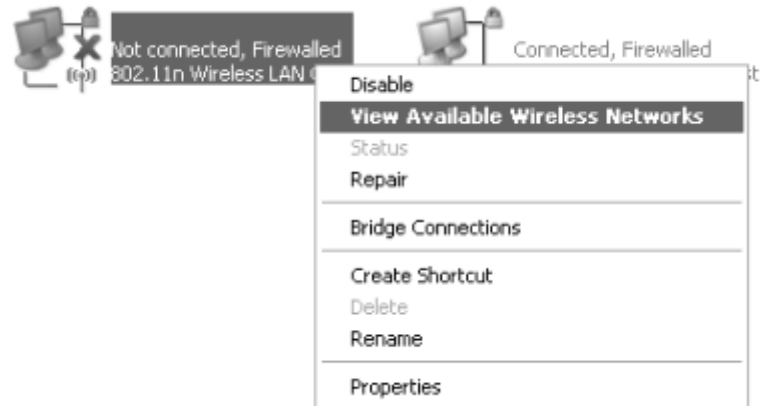 Not connected, Firewalled
802.11n Wireless LAN
Connected, Firewalled
Disable
View Available Wireless Networks
Status
Repair
Bridge Connections
Create Shortcut
Delete
Rename
Properties